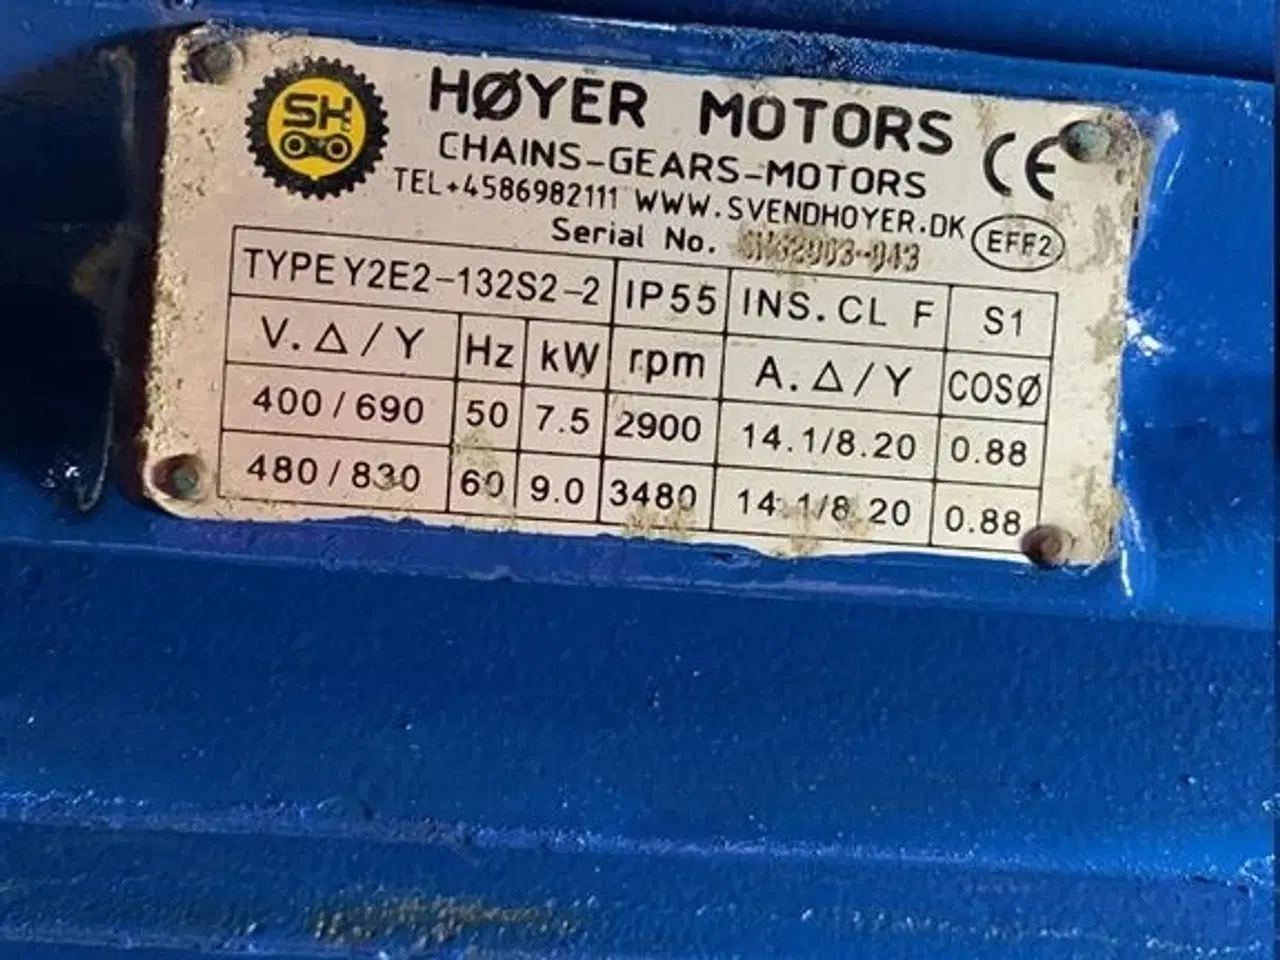 SH
HØYER MOTORS
CHAINS-GEARS-MOTORS
CE
TEL+4586982111 WWW.SVENDHOYER.DK
EFF2
Serial No.
TYPE Y2E2-132S2-2 IP55 INS.CL F S1
V.Δ/Y Hz kW rpm A.Δ/Y COSØ
400/690 50 7.5 2900 14.1/8.20 0.88
480/830 60 9.0 3480 14.1/8.20 0.88